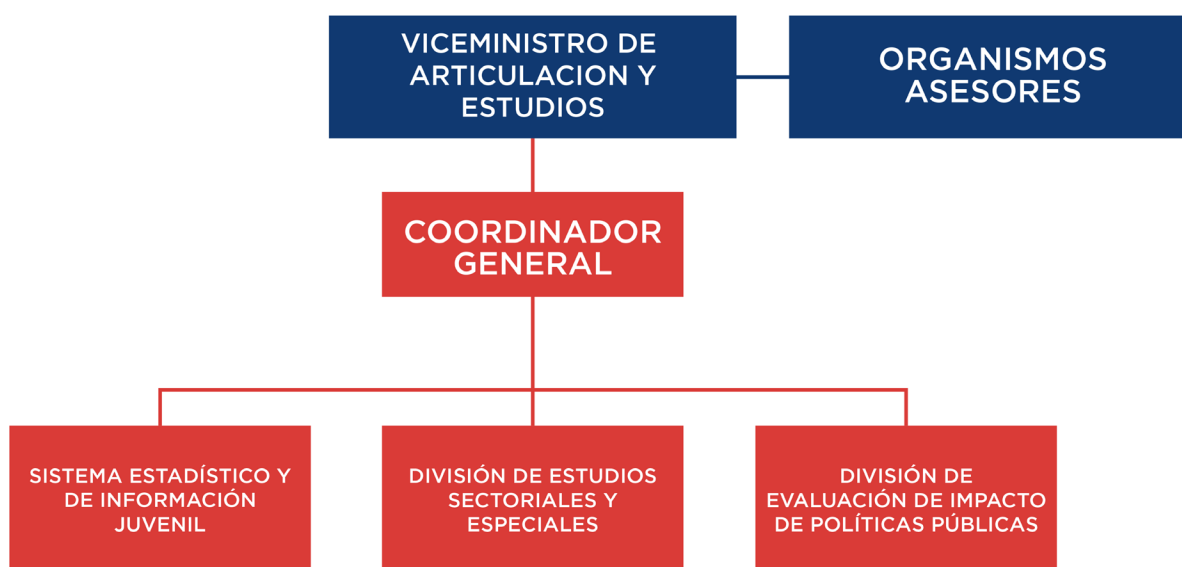 VICEMINISTRO DE
ARTICULACION Y
ESTUDIOS
ORGANISMOS
ASESORES
COORDINADOR
GENERAL
SISTEMA ESTADÍSTICO Y
DE INFORMACIÓN
JUVENIL
DIVISIÓN DE ESTUDIOS
SECTORIALES Y
ESPECIALES
DIVISIÓN DE
EVALUACIÓN DE IMPACTO
DE POLÍTICAS PÚBLICAS